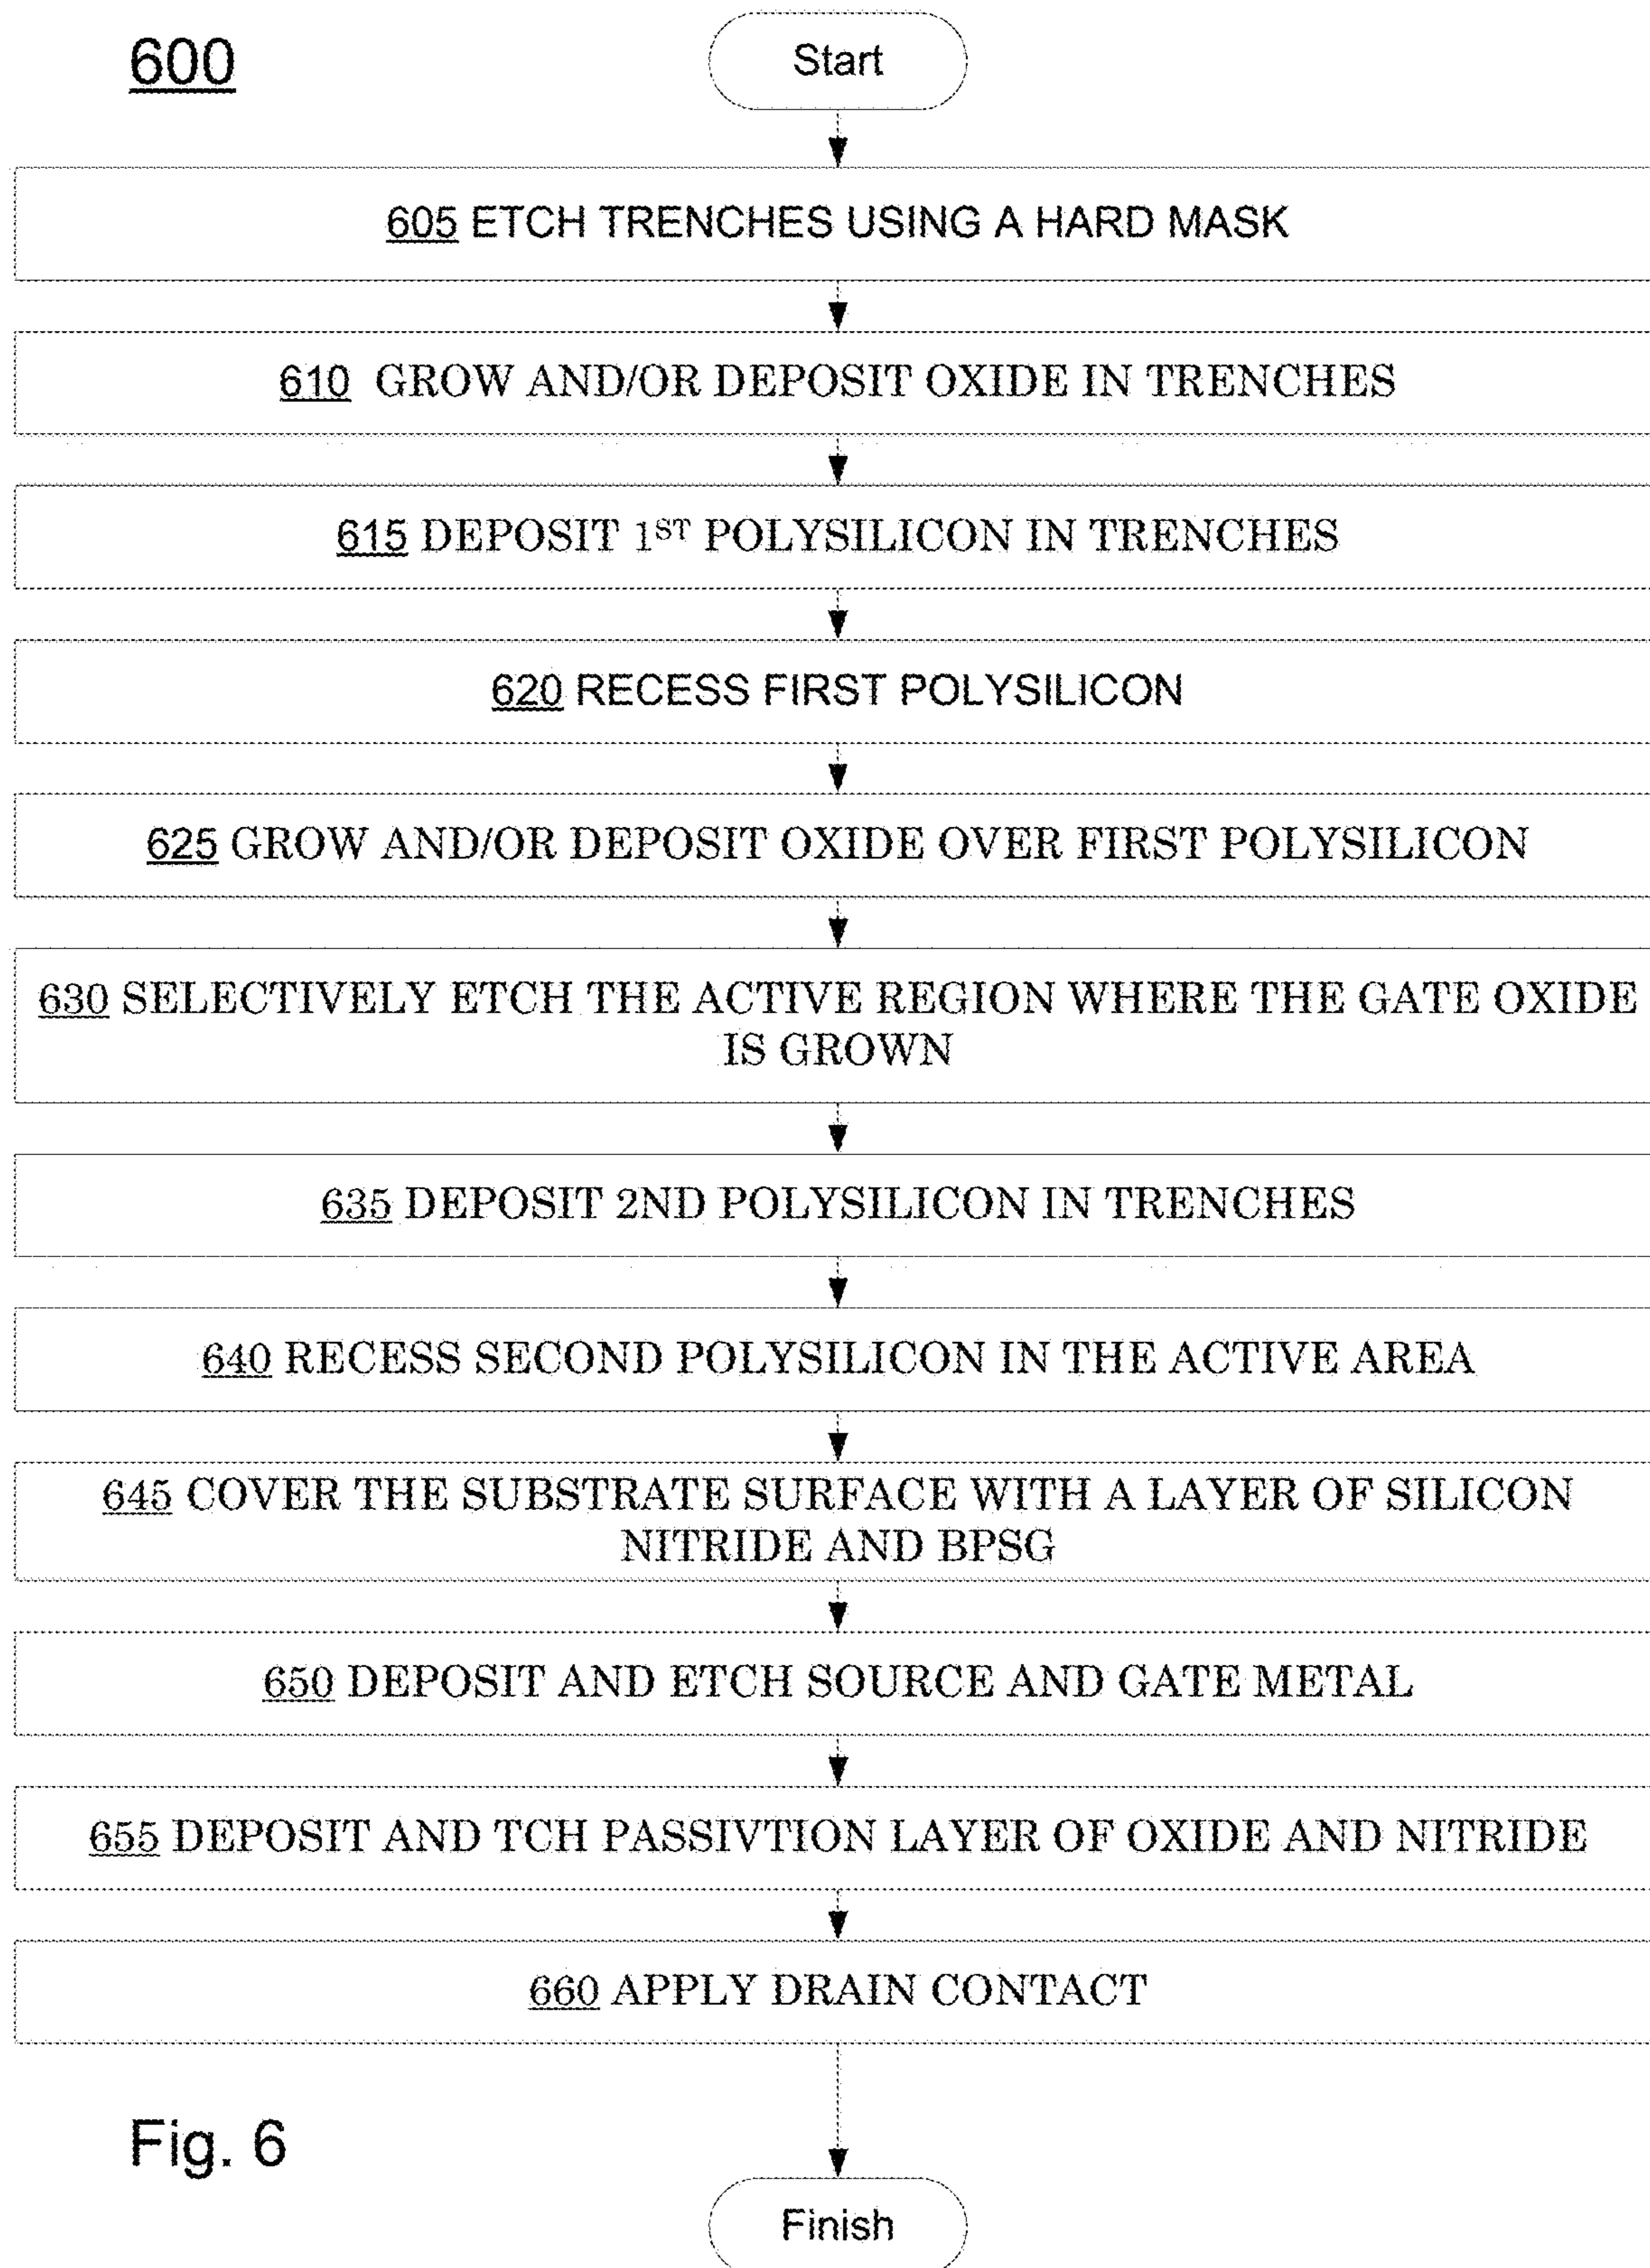 600
Start
605 ETCH TRENCHES USING A HARD MASK
610 GROW AND/OR DEPOSIT OXIDE IN TRENCHES
615 DEPOSIT 1ST POLYSILICON IN TRENCHES
620 RECESS FIRST POLYSILICON
625 GROW AND/OR DEPOSIT OXIDE OVER FIRST POLYSILICON
630 SELECTIVELY ETCH THE ACTIVE REGION WHERE THE GATE OXIDE
IS GROWN
635 DEPOSIT 2ND POLYSILICON IN TRENCHES
640 RECESS SECOND POLYSILICON IN THE ACTIVE AREA
645 COVER THE SUBSTRATE SURFACE WITH A LAYER OF SILICON
NITRIDE AND BPSG
650 DEPOSIT AND ETCH SOURCE AND GATE METAL
655 DEPOSIT AND TCH PASSIVTION LAYER OF OXIDE AND NITRIDE
660 APPLY DRAIN CONTACT
Fig. 6
Finish